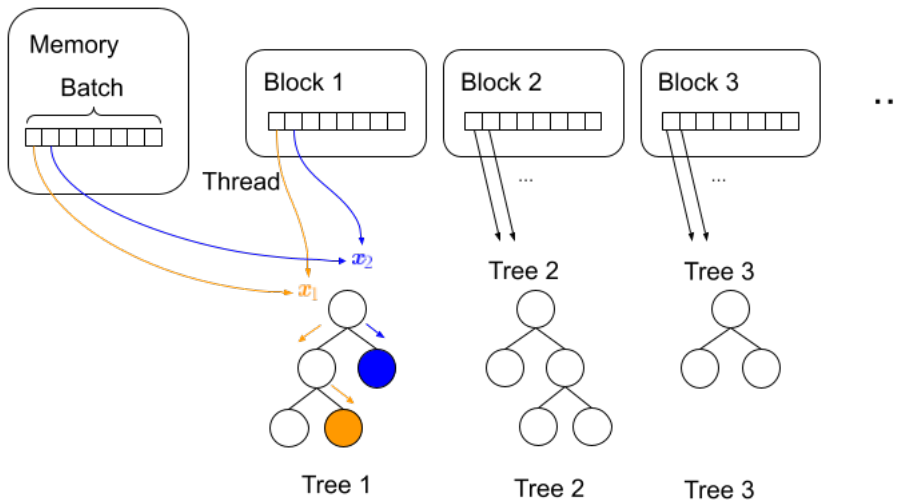 Memory
Batch
Block 1
Block 2
Block 3
..
Thread
...
...
x₂
x₁
Tree 2
Tree 3
Tree 1
Tree 2
Tree 3